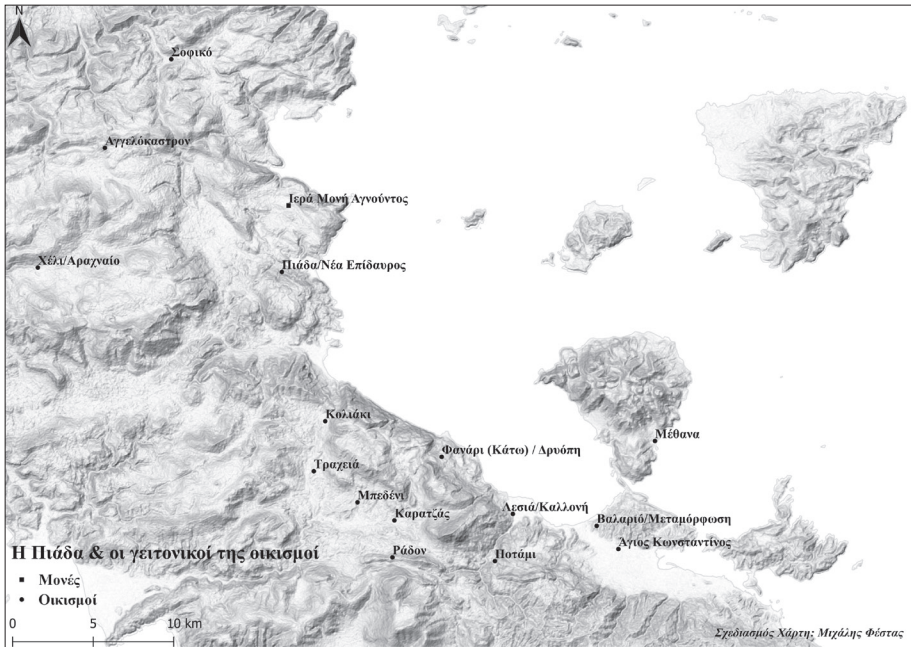 N
Σοφικό
Αγγελόκαστρον
Ιερά Μονή Αγνούντος
Χέλι/Αραχναίο
Πιάδα/Νέα Επίδαυρος
Κολιάκι
Μέθανα
Φανάρι (Κάτω) / Δρυόπη
Τραχειά
Μπεδένι
Λεσιά/Καλλονή
Καρατζάς
Βαλαριό/Μεταμόρφωση
Άγιος Κωνσταντίνος
Ράδον
Ποτάμι
Η Πιάδα & οι γειτονικοί της οικισμοί
Μονές
Οικισμοί
0 5 10 km
Σχεδιασμός Χάρτη: Μιχάλης Φέστας